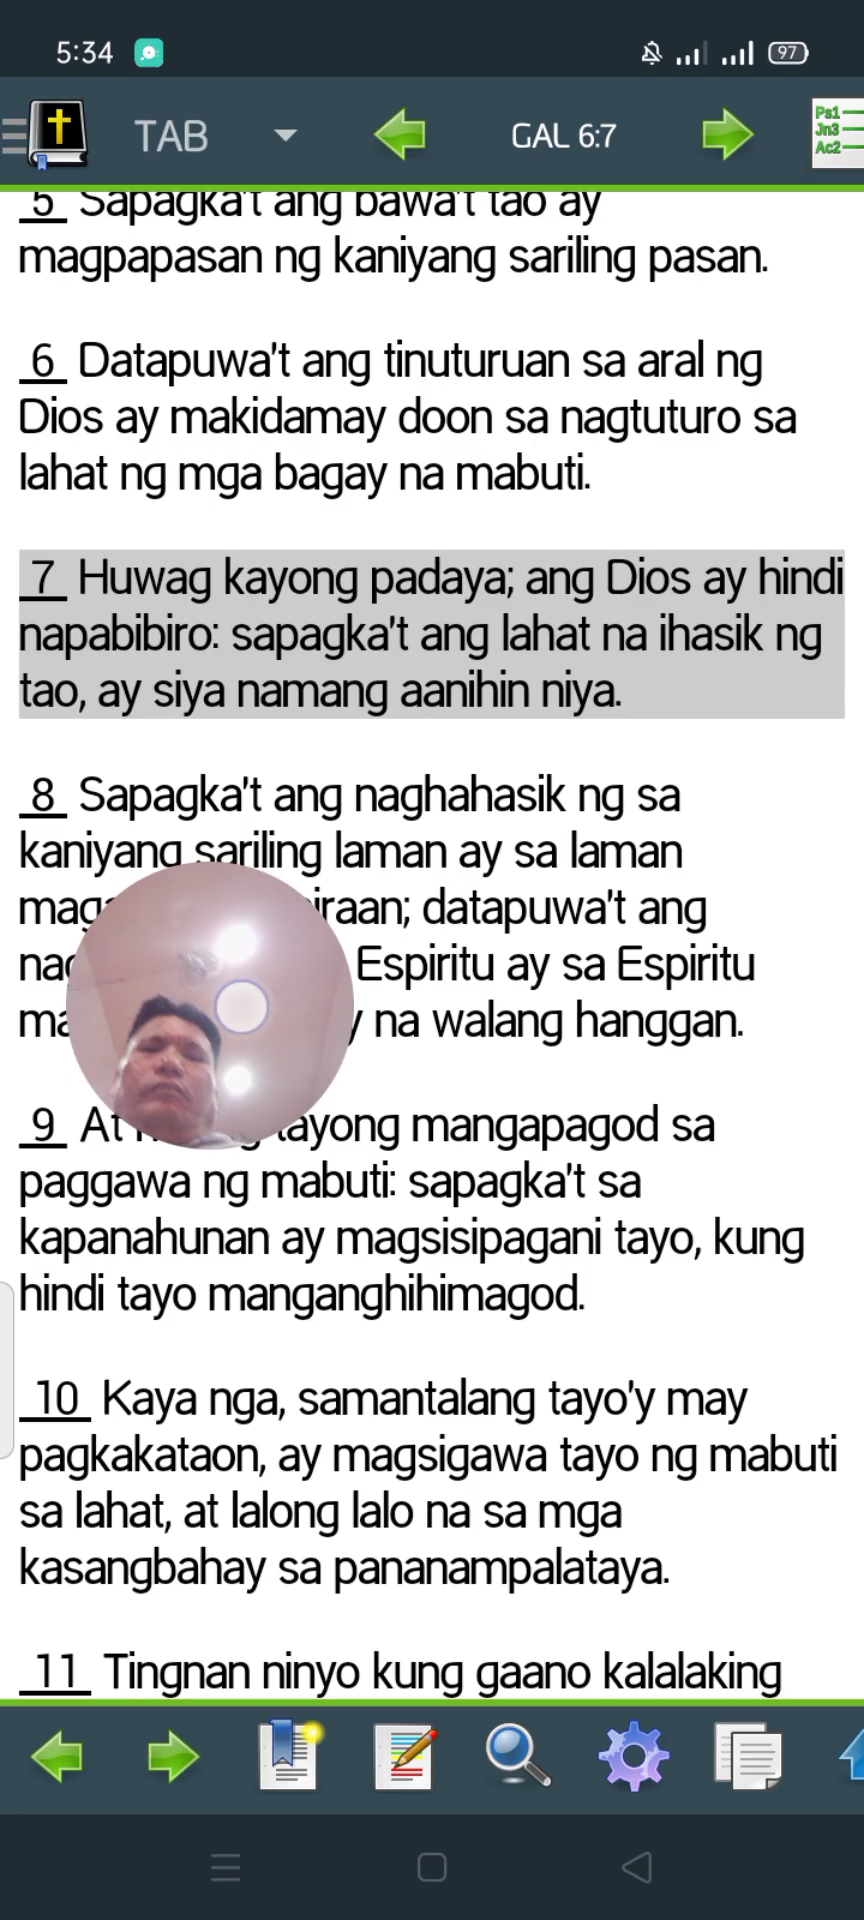 5:34
97
TAB
GAL 6:7
Ps1
Jn3
Ac2
5 Sapagka't ang bawa't tao ay
magpapasan ng kaniyang sariling pasan.
6 Datapuwa't ang tinuturuan sa aral ng
Dios ay makidamay doon sa nagtuturo sa
lahat ng mga bagay na mabuti.
7 Huwag kayong padaya; ang Dios ay hindi
napabibiro: sapagka't ang lahat na ihasik ng
tao, ay siya namang aanihin niya.
8 Sapagka't ang naghahasik ng sa
kaniyang sariling laman ay sa laman
datapuwa't ang
Espiritu ay sa Espiritu
na walang hanggan.
9 At tayong mangapagod sa
paggawa ng mabuti: sapagka't sa
kapanahunan ay magsisipagani tayo, kung
hindi tayo manganghihimagod.
10 Kaya nga, samantalang tayo'y may
pagkakataon, ay magsigawa tayo ng mabuti
sa lahat, at lalong lalo na sa mga
kasangbahay sa pananampalataya.
11 Tingnan ninyo kung gaano kalalaking